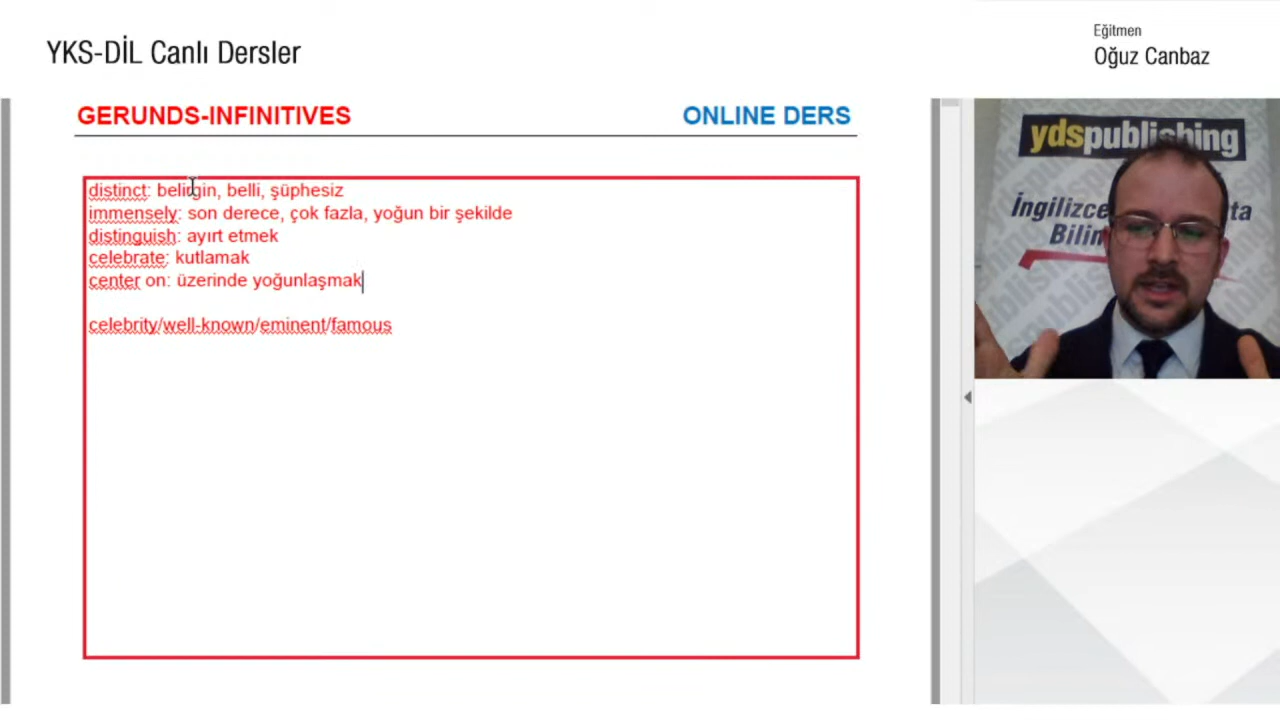 YKS-DİL Canlı Dersler
Eğitmen
Oğuz Canbaz
GERUNDS-INFINITIVES
ONLINE DERS
distinct: belirgin, belli, şüphesiz
immensely: son derece, çok fazla, yoğun bir şekilde
distinguish: ayırt etmek
celebrate: kutlamak
center on: üzerinde yoğunlaşmak
celebrity/well-known/eminent/famous
ydspublishing
İngilizce